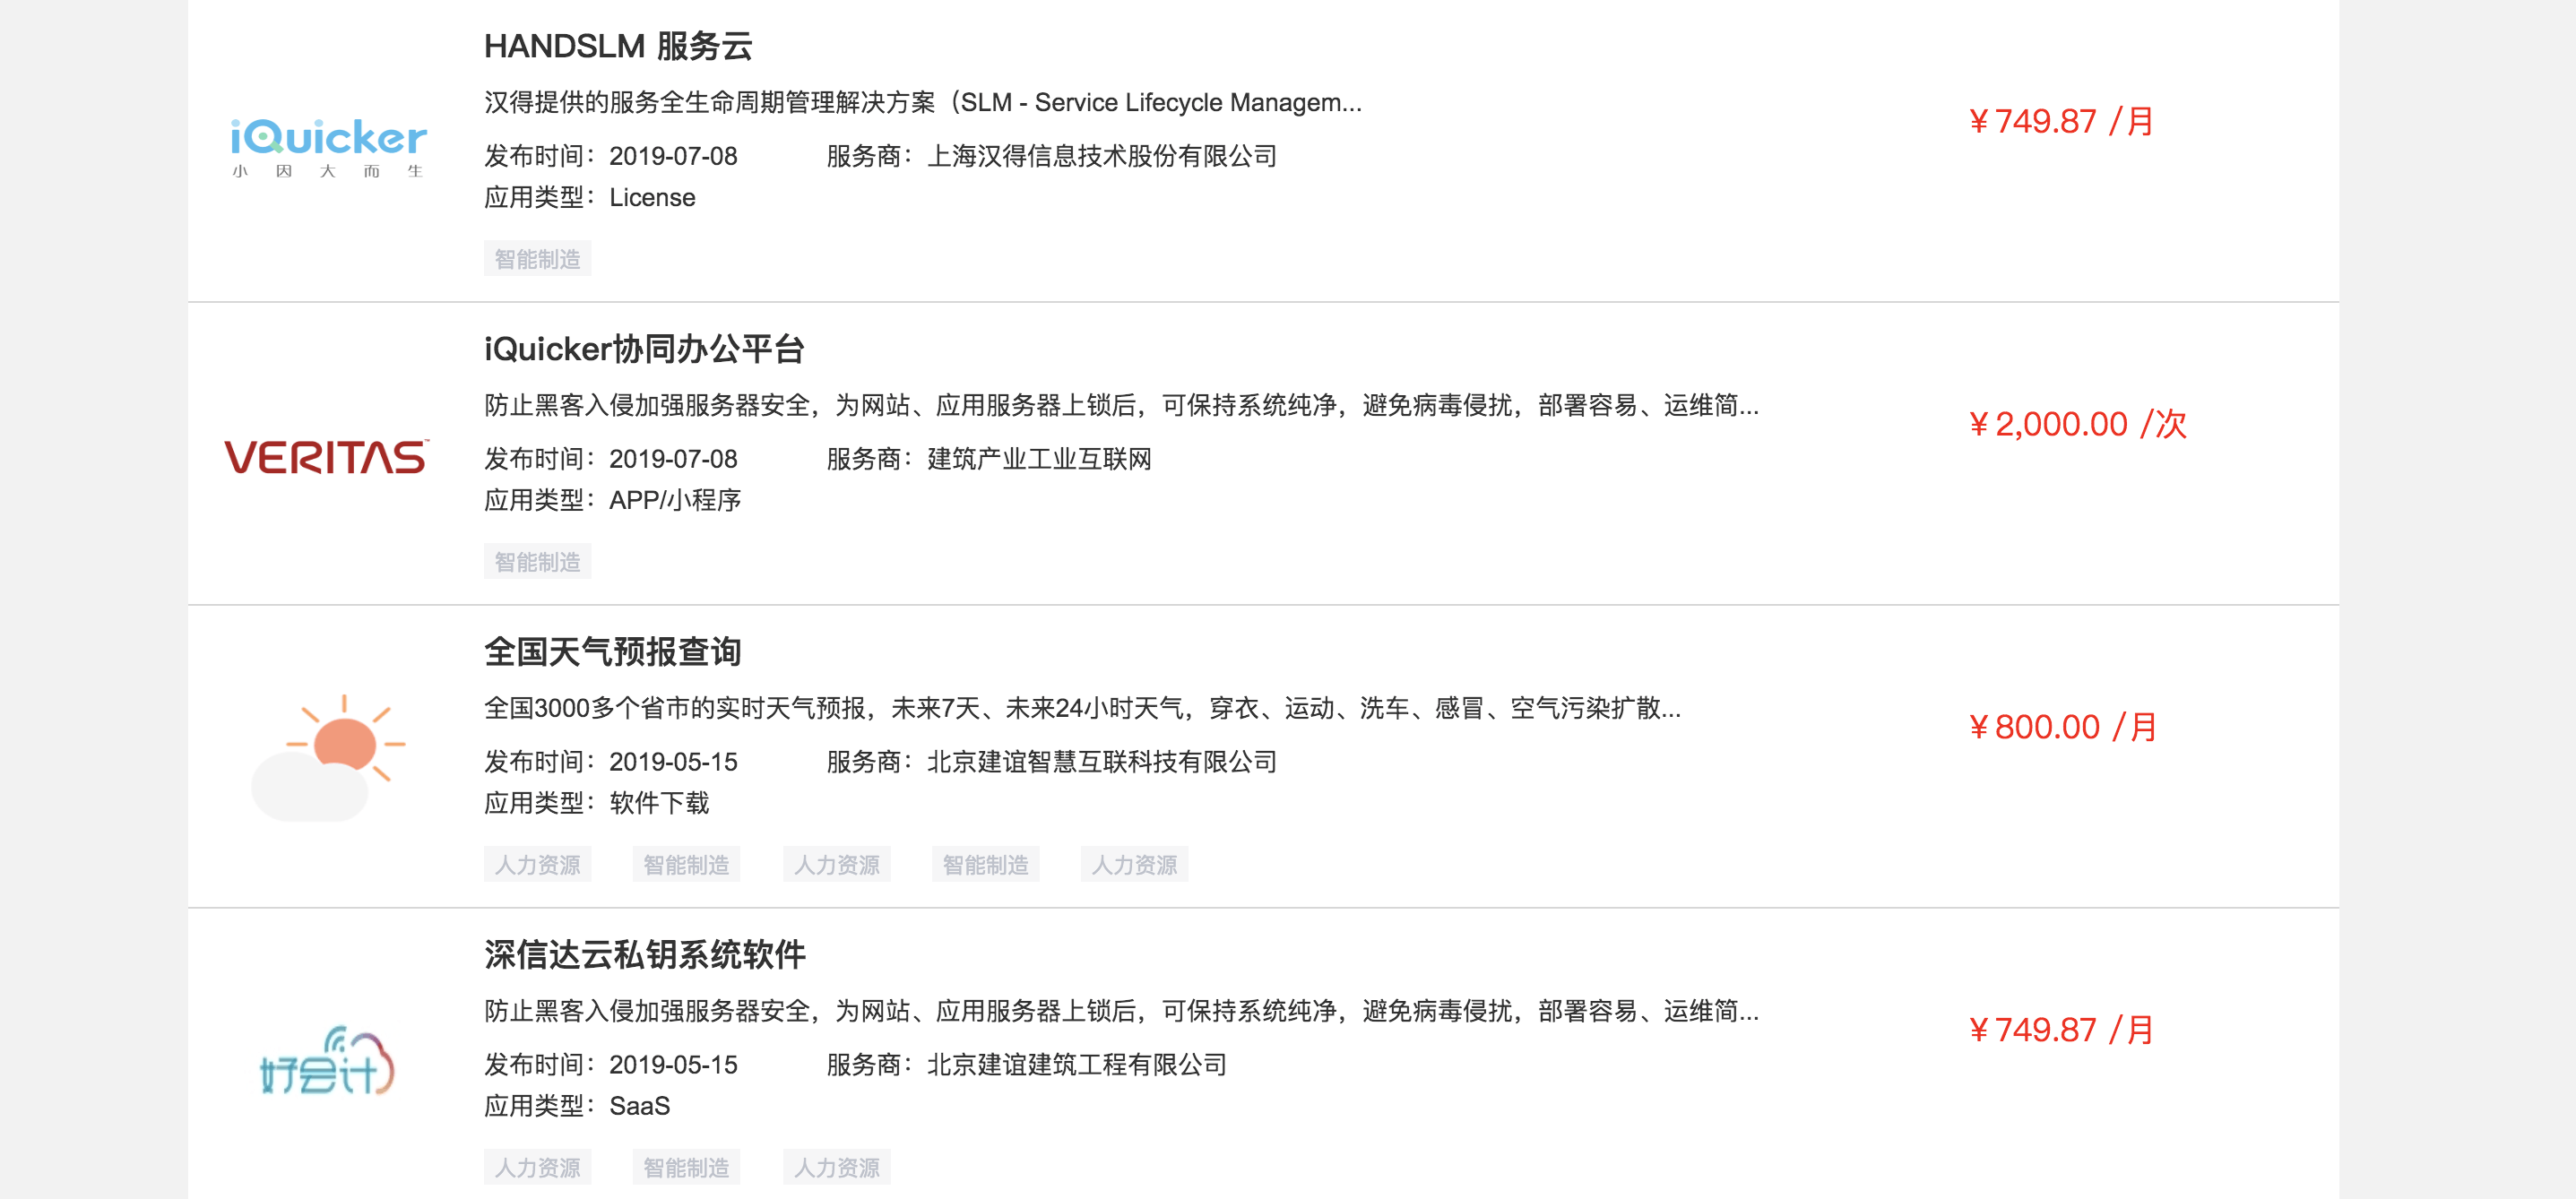 HANDSLM 服务云
汉得提供的服务全生命周期管理解决方案（SLM - Service Lifecycle Managem...
iQuicker
小因大而生
发布时间：2019-07-08 服务商：上海汉得信息技术股份有限公司
应用类型：License
智能制造
¥ 749.87 /月
iQuicker协同办公平台
防止黑客入侵加强服务器安全，为网站、应用服务器上锁后，可保持系统纯净，避免病毒侵扰，部署容易、运维简...
VERITAS™
发布时间：2019-07-08 服务商：建筑产业工业互联网
应用类型：APP/小程序
智能制造
¥ 2,000.00 /次
全国天气预报查询
全国3000多个省市的实时天气预报，未来7天、未来24小时天气，穿衣、运动、洗车、感冒、空气污染扩散...
发布时间：2019-05-15 服务商：北京建谊智慧互联科技有限公司
应用类型：软件下载
人力资源 智能制造 人力资源 智能制造 人力资源
¥ 800.00 /月
深信达云私钥系统软件
防止黑客入侵加强服务器安全，为网站、应用服务器上锁后，可保持系统纯净，避免病毒侵扰，部署容易、运维简...
好会计
发布时间：2019-05-15 服务商：北京建谊建筑工程有限公司
应用类型：SaaS
人力资源 智能制造 人力资源
¥ 749.87 /月